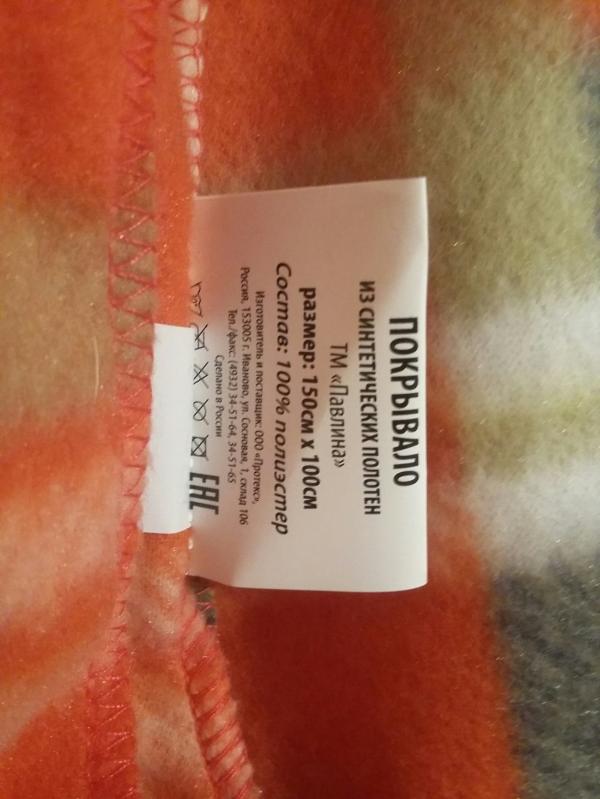 ПОКРЫВАЛО
ИЗ СИНТЕТИЧЕСКИХ ПОЛОТЕН
ТМ «Павлина»
размер: 150см х 100см
Состав: 100% полиэстер
Изготовитель и поставщик: ООО «Протекс»,
Россия, 153005 г. Иваново, ул. Сосновая, 1, склад 106
Тел./факс: (4932) 34-51-64, 34-51-65
Сделано в России
EAC